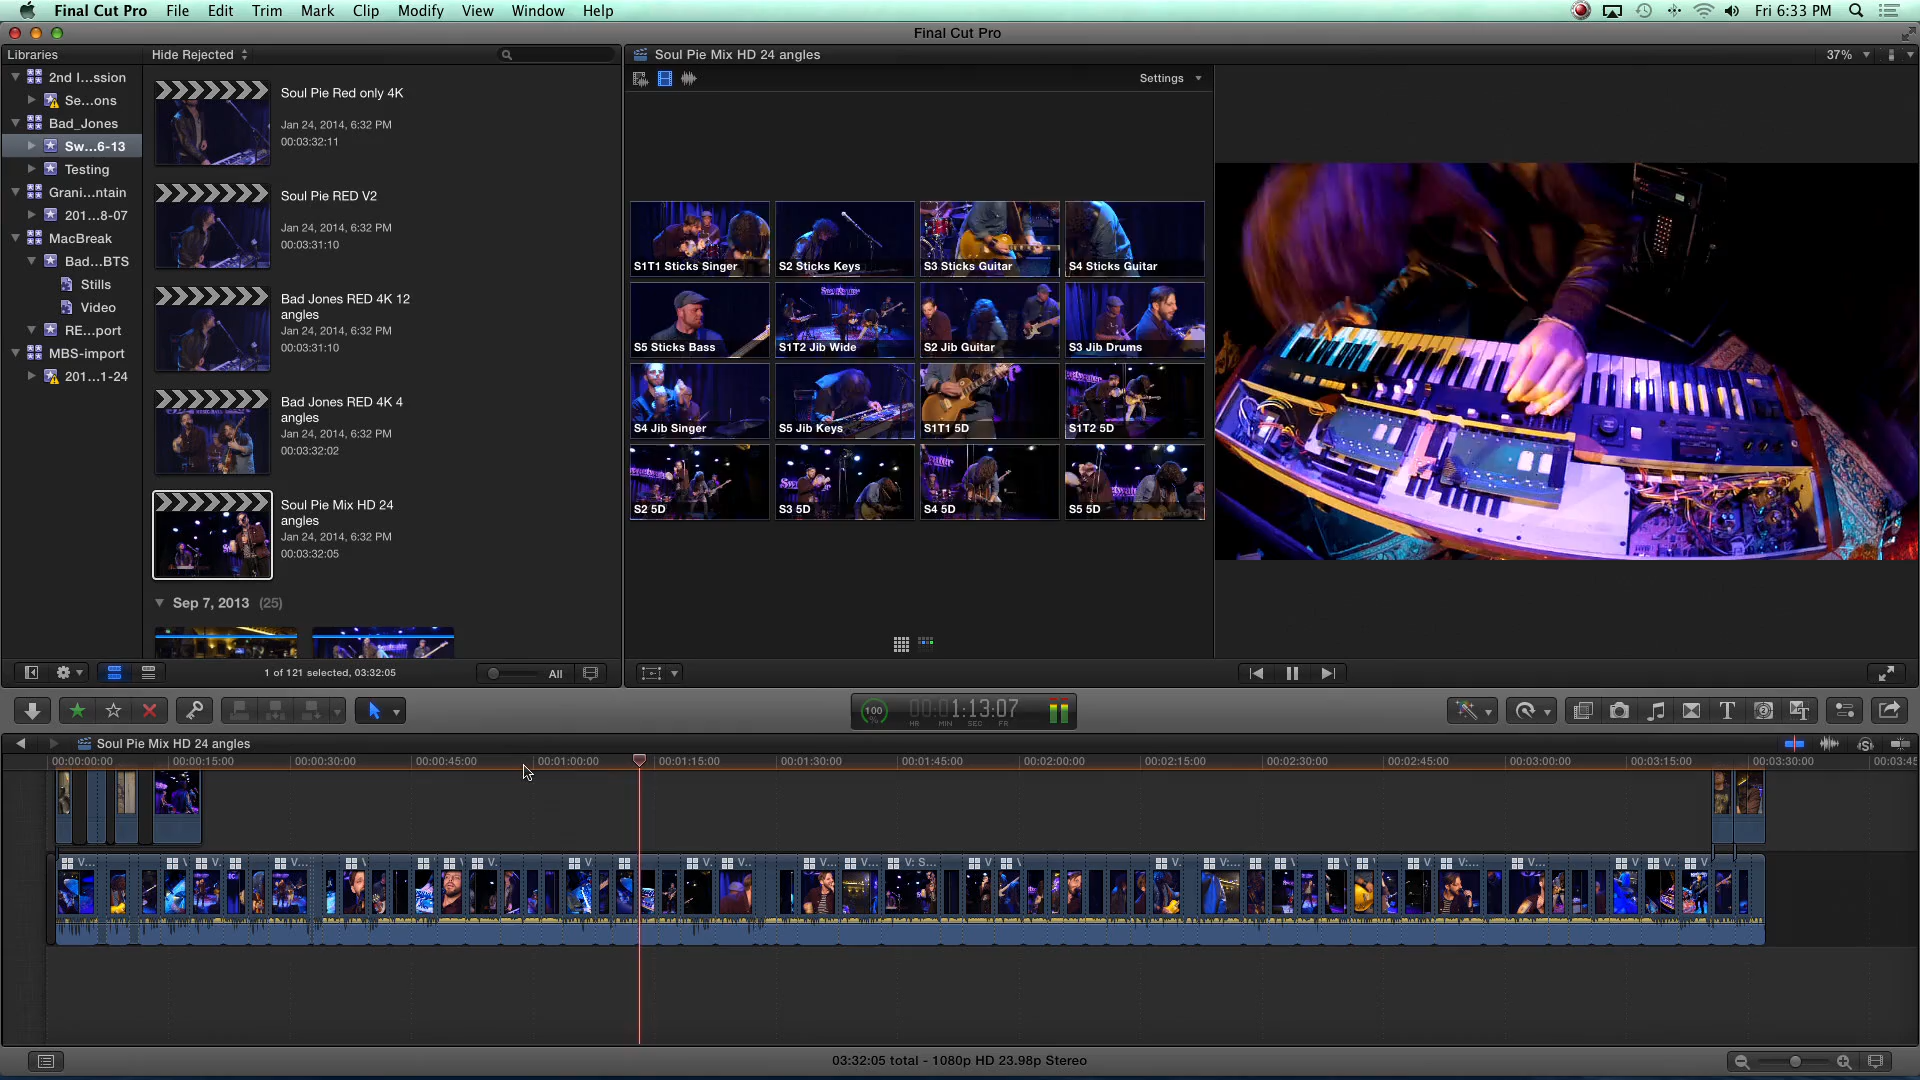 Final Cut Pro File Edit Trim Mark Clip Modify View Window Help Fri 6:33 PM
Final Cut Pro
Libraries
Hide Rejected
2nd I...ssion
Se...ons
Bad_Jones
Sw...6-13
Testing
Grani...ntain
201...8-07
MacBreak
Bad...BTS
Stills
Video
RE...port
MBS-import
201...1-24
Soul Pie Red only 4K
Jan 24, 2014, 6:32 PM
00:03:32:11
Soul Pie RED V2
Jan 24, 2014, 6:32 PM
00:03:31:10
Bad Jones RED 4K 12
angles
Jan 24, 2014, 6:32 PM
00:03:31:10
Bad Jones RED 4K 4
angles
Jan 24, 2014, 6:32 PM
00:03:32:02
Soul Pie Mix HD 24
angles
Jan 24, 2014, 6:32 PM
00:03:32:05
Sep 7, 2013 (25)
1 of 121 selected, 03:32:05
All
Soul Pie Mix HD 24 angles
37%
Settings
S1T1 Sticks Singer
S2 Sticks Keys
S3 Sticks Guitar
S4 Sticks Guitar
S5 Sticks Bass
S1T2 Jib Wide
S2 Jib Guitar
S3 Jib Drums
S4 Jib Singer
S5 Jib Keys
S1T1 5D
S1T2 5D
S2 5D
S3 5D
S4 5D
S5 5D
100
%
00:01:13:07
HR MIN SEC FR
Soul Pie Mix HD 24 angles
00:00:00:00 00:00:15:00 00:00:30:00 00:00:45:00 00:01:00:00 00:01:15:00 00:01:30:00 00:01:45:00 00:02:00:00 00:02:15:00 00:02:30:00 00:02:45:00 00:03:00:00 00:03:15:00 00:03:30:00 00:03:45
V... V V. V... V V V. V V. V... V... V... V: S... V V V. V:... V V V V V:... V... V V. V
03:32:05 total - 1080p HD 23.98p Stereo